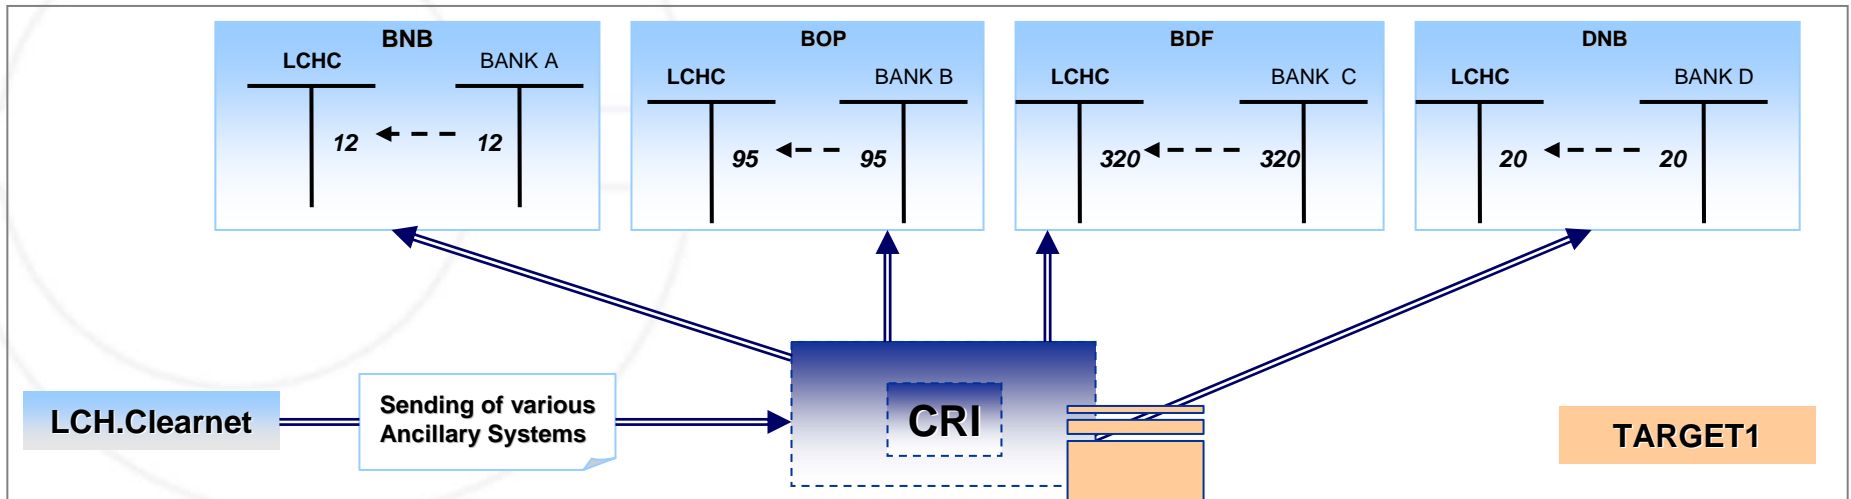 BNB
LCHC BANK A
12 12
BOP
LCHC BANK B
95 95
BDF
LCHC BANK C
320 320
DNB
LCHC BANK D
20 20
LCH.Clearnet
Sending of various
Ancillary Systems
CRI
TARGET1